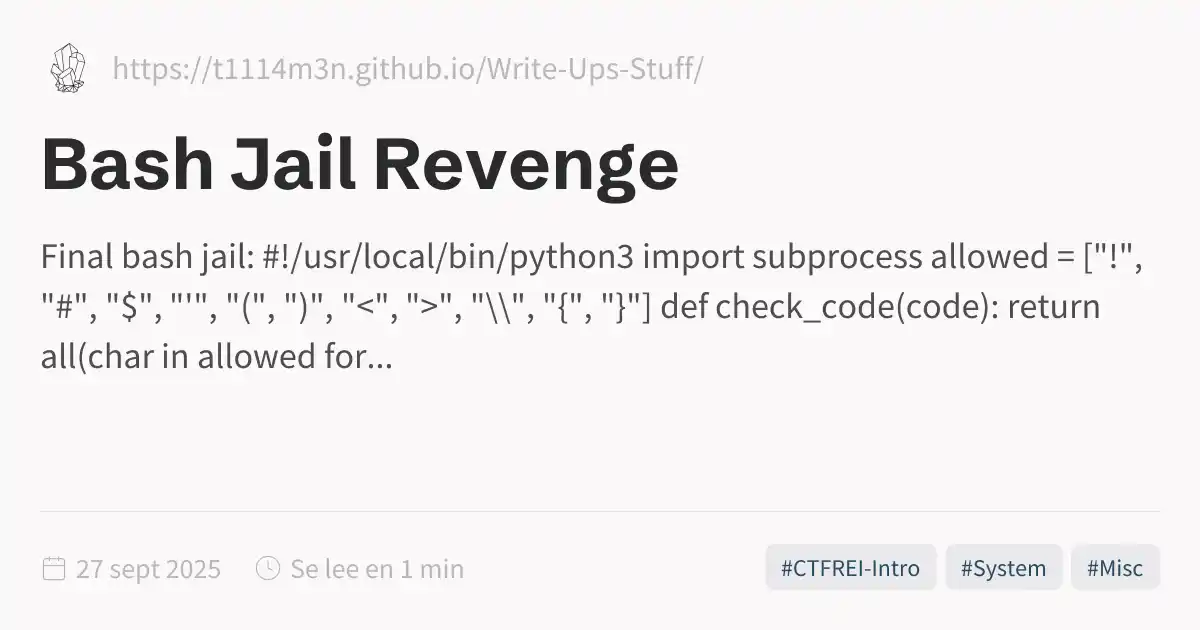 https://t1114m3n.github.io/Write-Ups-Stuff/
Bash Jail Revenge
Final bash jail: #!/usr/local/bin/python3 import subprocess allowed = ["!",
"#", "$", "'", "(", ")", "<", ">", "\\", "{", "}"] def check_code(code): return
all(char in allowed for...
27 sept 2025
Se lee en 1 min
#CTFREI-Intro
#System
#Misc